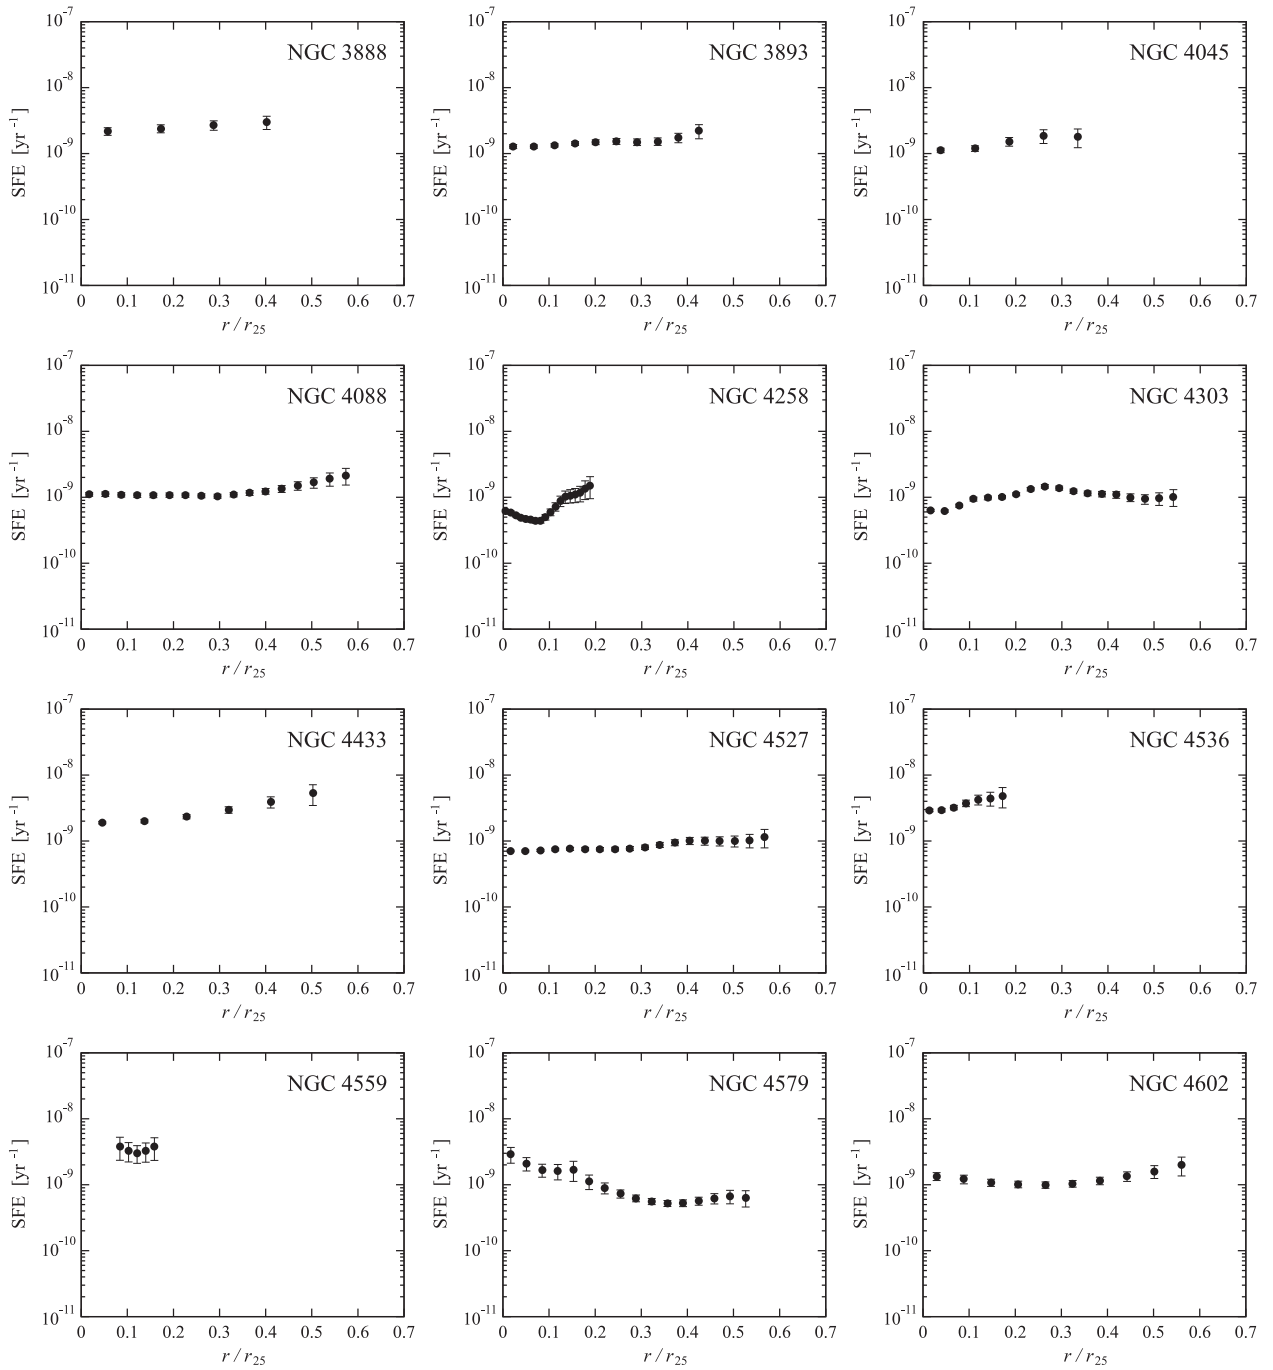 10⁻⁷ 10⁻⁷ 10⁻⁷
NGC 3888 NGC 3893 NGC 4045
10⁻⁸ 10⁻⁸ 10⁻⁸
SFE [yr⁻¹] SFE [yr⁻¹] SFE [yr⁻¹]
10⁻⁹ 10⁻⁹ 10⁻⁹
10⁻¹⁰ 10⁻¹⁰ 10⁻¹⁰
10⁻¹¹ 10⁻¹¹ 10⁻¹¹
0 0.1 0.2 0.3 0.4 0.5 0.6 0.7 0 0.1 0.2 0.3 0.4 0.5 0.6 0.7 0 0.1 0.2 0.3 0.4 0.5 0.6 0.7
r / r₂₅ r / r₂₅ r / r₂₅
10⁻⁷ 10⁻⁷ 10⁻⁷
NGC 4088 NGC 4258 NGC 4303
10⁻⁸ 10⁻⁸ 10⁻⁸
SFE [yr⁻¹] SFE [yr⁻¹] SFE [yr⁻¹]
10⁻⁹ 10⁻⁹ 10⁻⁹
10⁻¹⁰ 10⁻¹⁰ 10⁻¹⁰
10⁻¹¹ 10⁻¹¹ 10⁻¹¹
0 0.1 0.2 0.3 0.4 0.5 0.6 0.7 0 0.1 0.2 0.3 0.4 0.5 0.6 0.7 0 0.1 0.2 0.3 0.4 0.5 0.6 0.7
r / r₂₅ r / r₂₅ r / r₂₅
10⁻⁷ 10⁻⁷ 10⁻⁷
NGC 4433 NGC 4527 NGC 4536
10⁻⁸ 10⁻⁸ 10⁻⁸
SFE [yr⁻¹] SFE [yr⁻¹] SFE [yr⁻¹]
10⁻⁹ 10⁻⁹ 10⁻⁹
10⁻¹⁰ 10⁻¹⁰ 10⁻¹⁰
10⁻¹¹ 10⁻¹¹ 10⁻¹¹
0 0.1 0.2 0.3 0.4 0.5 0.6 0.7 0 0.1 0.2 0.3 0.4 0.5 0.6 0.7 0 0.1 0.2 0.3 0.4 0.5 0.6 0.7
r / r₂₅ r / r₂₅ r / r₂₅
10⁻⁷ 10⁻⁷ 10⁻⁷
NGC 4559 NGC 4579 NGC 4602
10⁻⁸ 10⁻⁸ 10⁻⁸
SFE [yr⁻¹] SFE [yr⁻¹] SFE [yr⁻¹]
10⁻⁹ 10⁻⁹ 10⁻⁹
10⁻¹⁰ 10⁻¹⁰ 10⁻¹⁰
10⁻¹¹ 10⁻¹¹ 10⁻¹¹
0 0.1 0.2 0.3 0.4 0.5 0.6 0.7 0 0.1 0.2 0.3 0.4 0.5 0.6 0.7 0 0.1 0.2 0.3 0.4 0.5 0.6 0.7
r / r₂₅ r / r₂₅ r / r₂₅